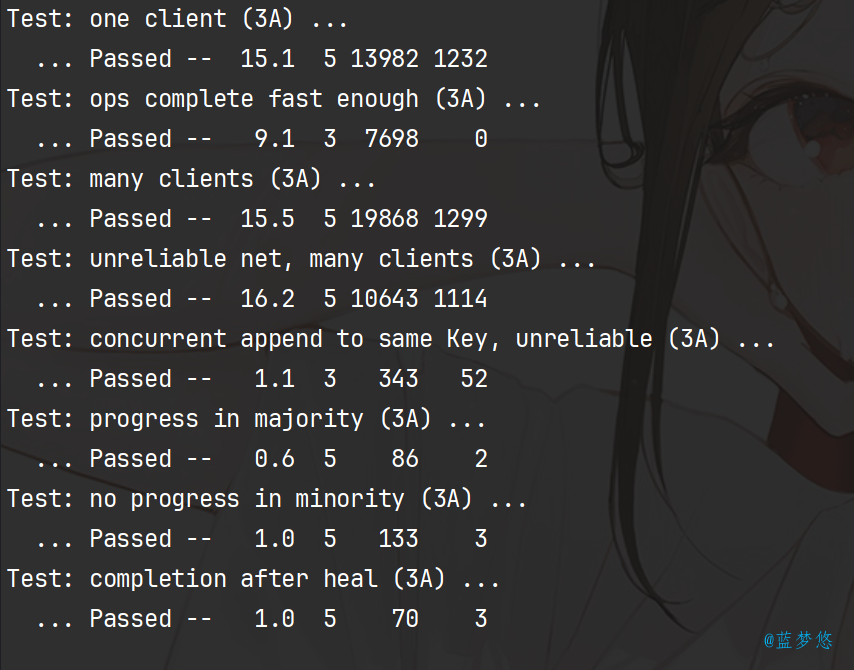 Test: one client (3A) ...
  ... Passed --  15.1  5 13982 1232
Test: ops complete fast enough (3A) ...
  ... Passed --   9.1  3  7698    0
Test: many clients (3A) ...
  ... Passed --  15.5  5 19868 1299
Test: unreliable net, many clients (3A) ...
  ... Passed --  16.2  5 10643 1114
Test: concurrent append to same Key, unreliable (3A) ...
  ... Passed --   1.1  3   343   52
Test: progress in majority (3A) ...
  ... Passed --   0.6  5    86    2
Test: no progress in minority (3A) ...
  ... Passed --   1.0  5   133    3
Test: completion after heal (3A) ...
  ... Passed --   1.0  5    70    3
@蓝梦悠